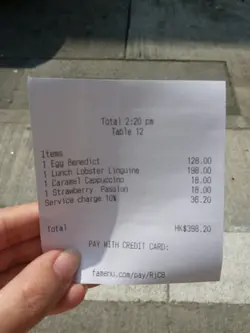 Total 2:20 pm
Table 12
Items
1 Egg Benedict 128.00
1 Lunch Lobster Linguine 198.00
1 Caramel Cappuccino 18.00
1 Strawberry Passion 18.00
Service charge 10% 36.20
Total HK$398.20
PAY WITH CREDIT CARD:
famenu.com/pay/RjCB